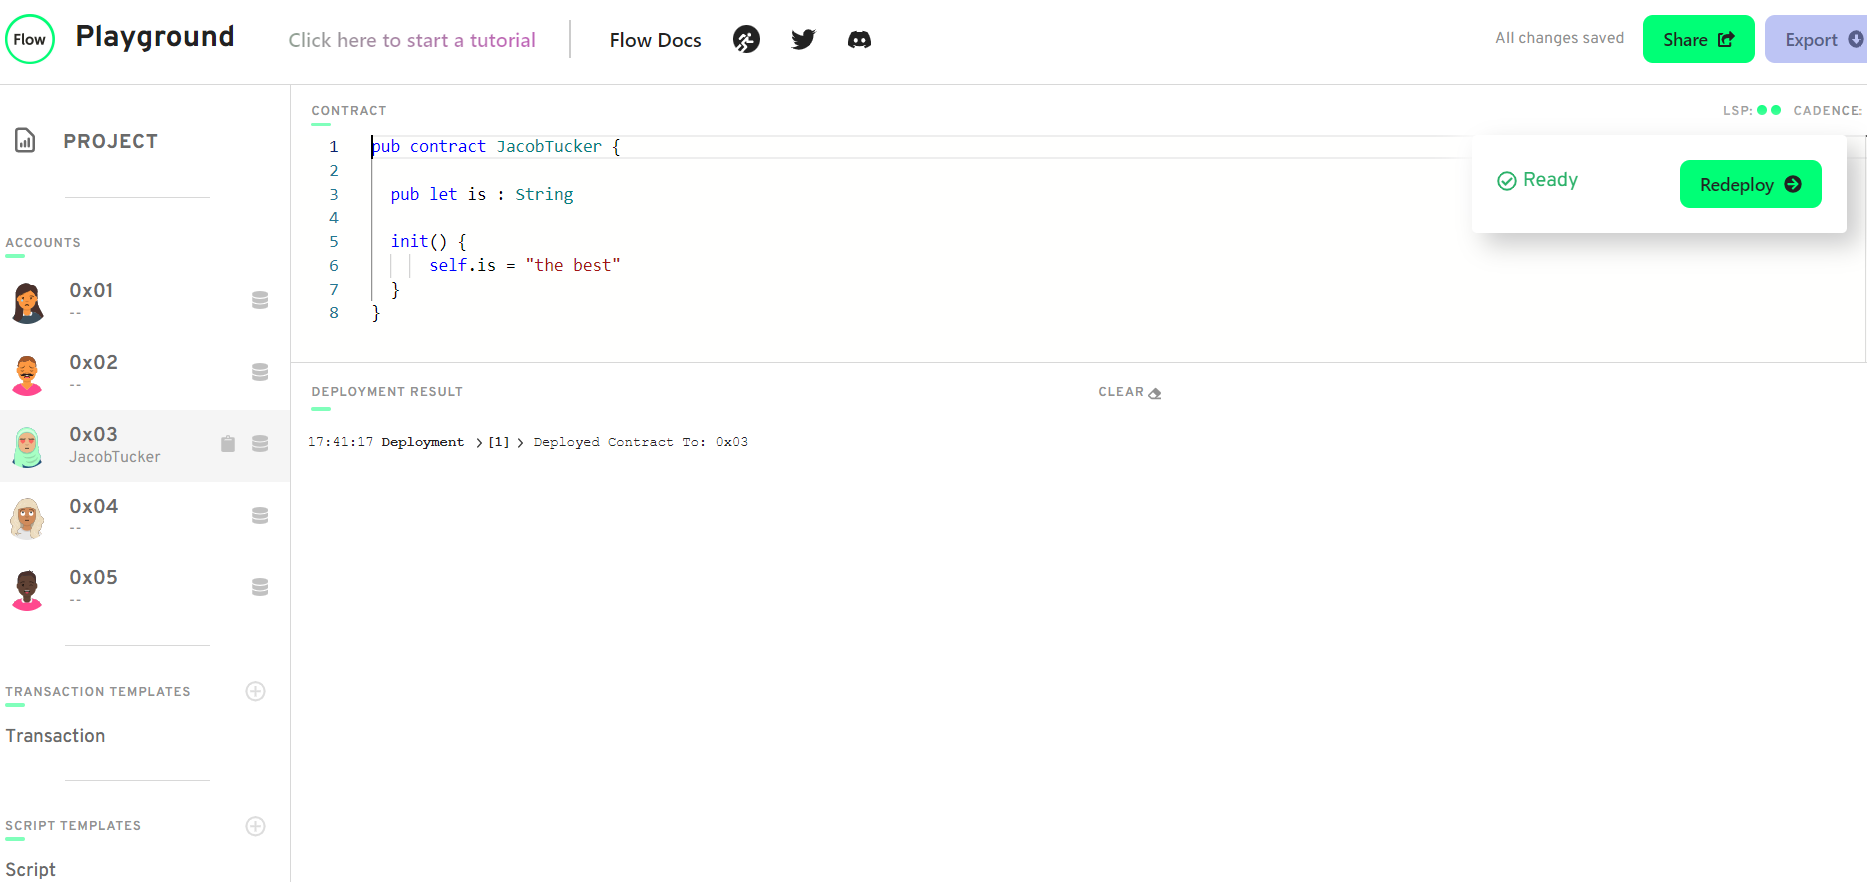 Flow
Playground
Click here to start a tutorial
Flow Docs
All changes saved
Share
Export
PROJECT
ACCOUNTS
0x01
--
0x02
--
0x03
JacobTucker
0x04
--
0x05
--
TRANSACTION TEMPLATES
Transaction
SCRIPT TEMPLATES
Script
CONTRACT
LSP:
CADENCE:
1 pub contract JacobTucker {
2
3 pub let is : String
4
5 init() {
6 self.is = "the best"
7 }
8 }
Ready
Redeploy
DEPLOYMENT RESULT
CLEAR
17:41:17 Deployment > [1] > Deployed Contract To: 0x03